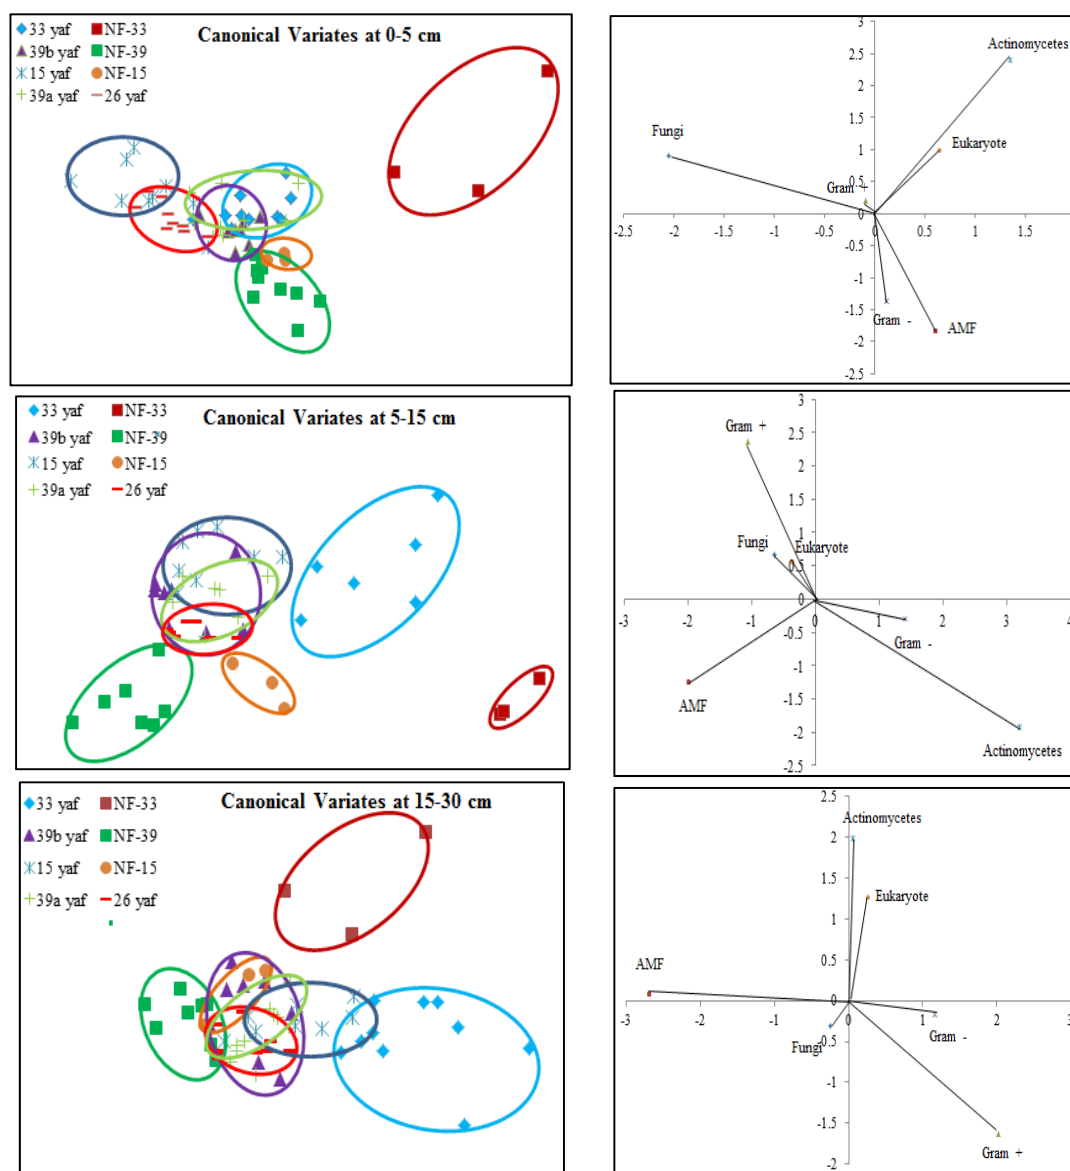 33 yaf NF-33
Canonical Variates at 0-5 cm
39b yaf NF-39
15 yaf NF-15
39a yaf 26 yaf
3
2.5
2
1.5
1
0.5
0
-0.5
-1
-1.5
-2
-2.5
-2.5 -2 -1.5 -1 -0.5 0 0.5 1 1.5
Actinomycetes
Fungi
Eukaryote
Gram +
Gram -
AMF
33 yaf NF-33
Canonical Variates at 5-15 cm
39b yaf NF-39
15 yaf NF-15
39a yaf 26 yaf
3
2.5
2
1.5
1
0.5
0
-0.5
-1
-1.5
-2
-2.5
-3 -2 -1 0 1 2 3 4
Gram +
Fungi
Eukaryote
Gram -
AMF
Actinomycetes
Canonical Variates at 15-30 cm
33 yaf NF-33
39b yaf NF-39
15 yaf NF-15
39a yaf 26 yaf
2.5
2
1.5
1
0.5
0
-0.5
-1
-1.5
-2
-3 -2 -1 0 1 2 3
Actinomycetes
Eukaryote
AMF
Gram -
Fungi
Gram +